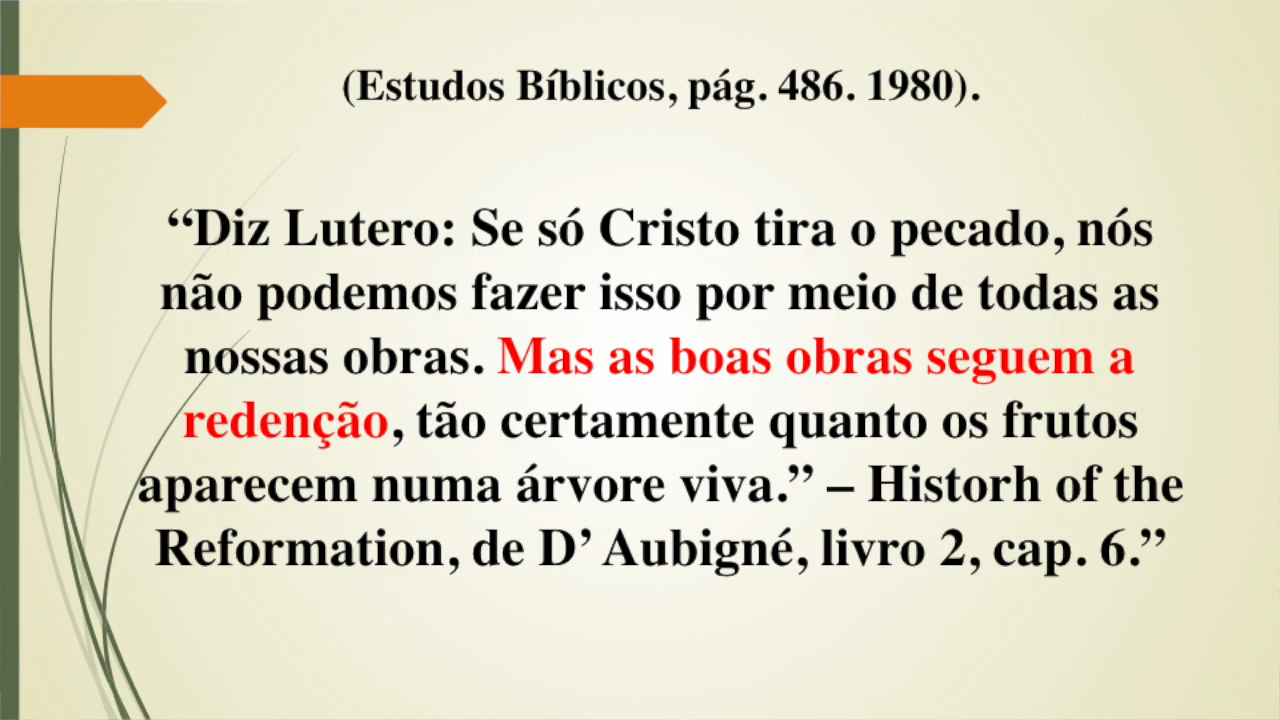 (Estudos Bíblicos, pág. 486. 1980).
“Diz Lutero: Se só Cristo tira o pecado, nós
não podemos fazer isso por meio de todas as
nossas obras. Mas as boas obras seguem a
redenção, tão certamente quanto os frutos
aparecem numa árvore viva.” – Historh of the
Reformation, de D’ Aubigné, livro 2, cap. 6.”